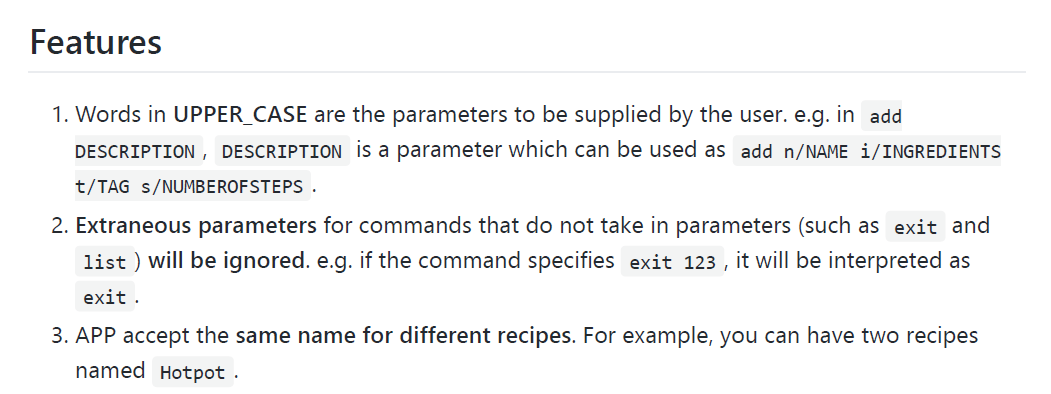 Features
1. Words in UPPER_CASE are the parameters to be supplied by the user. e.g. in add
DESCRIPTION , DESCRIPTION is a parameter which can be used as add n/NAME i/INGREDIENTS
t/TAG s/NUMBEROFSTEPS .
2. Extraneous parameters for commands that do not take in parameters (such as exit and
list ) will be ignored. e.g. if the command specifies exit 123 , it will be interpreted as
exit .
3. APP accept the same name for different recipes. For example, you can have two recipes
named Hotpot .